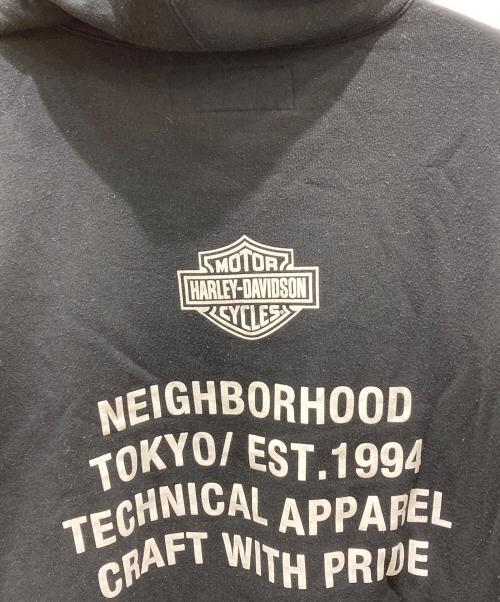 MOTOR
HARLEY-DAVIDSON
CYCLES
NEIGHBORHOOD
TOKYO/ EST.1994
TECHNICAL APPAREL
CRAFT WITH PRIDE